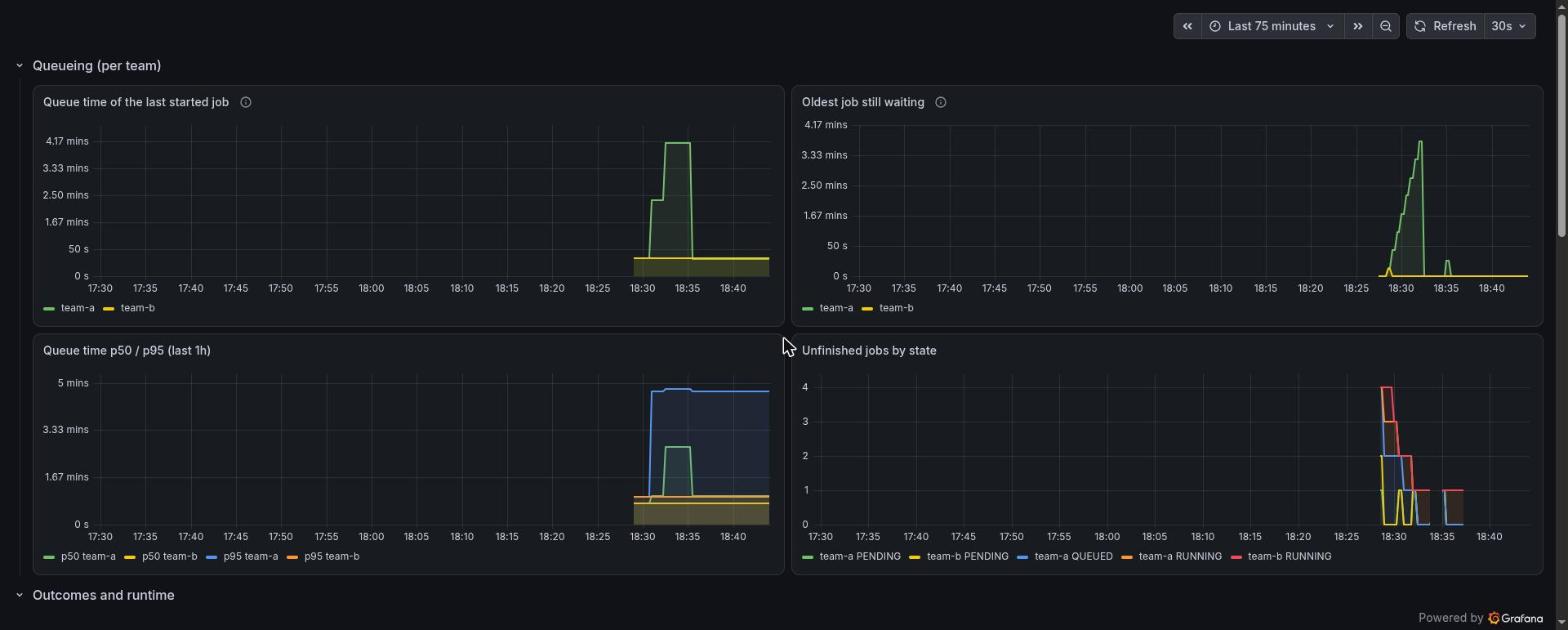 Last 75 minutes
Refresh 30s
Queueing (per team)
Queue time of the last started job
4.17 mins
3.33 mins
2.50 mins
1.67 mins
50 s
0 s
17:30 17:35 17:40 17:45 17:50 17:55 18:00 18:05 18:10 18:15 18:20 18:25 18:30 18:35 18:40
team-a team-b
Oldest job still waiting
4.17 mins
3.33 mins
2.50 mins
1.67 mins
50 s
0 s
17:30 17:35 17:40 17:45 17:50 17:55 18:00 18:05 18:10 18:15 18:20 18:25 18:30 18:35 18:40
team-a team-b
Queue time p50 / p95 (last 1h)
5 mins
3.33 mins
1.67 mins
0 s
17:30 17:35 17:40 17:45 17:50 17:55 18:00 18:05 18:10 18:15 18:20 18:25 18:30 18:35 18:40
p50 team-a p50 team-b p95 team-a p95 team-b
Unfinished jobs by state
4
3
2
1
0
17:30 17:35 17:40 17:45 17:50 17:55 18:00 18:05 18:10 18:15 18:20 18:25 18:30 18:35 18:40
team-a PENDING team-b PENDING team-a QUEUED team-a RUNNING team-b RUNNING
Outcomes and runtime
Powered by Grafana